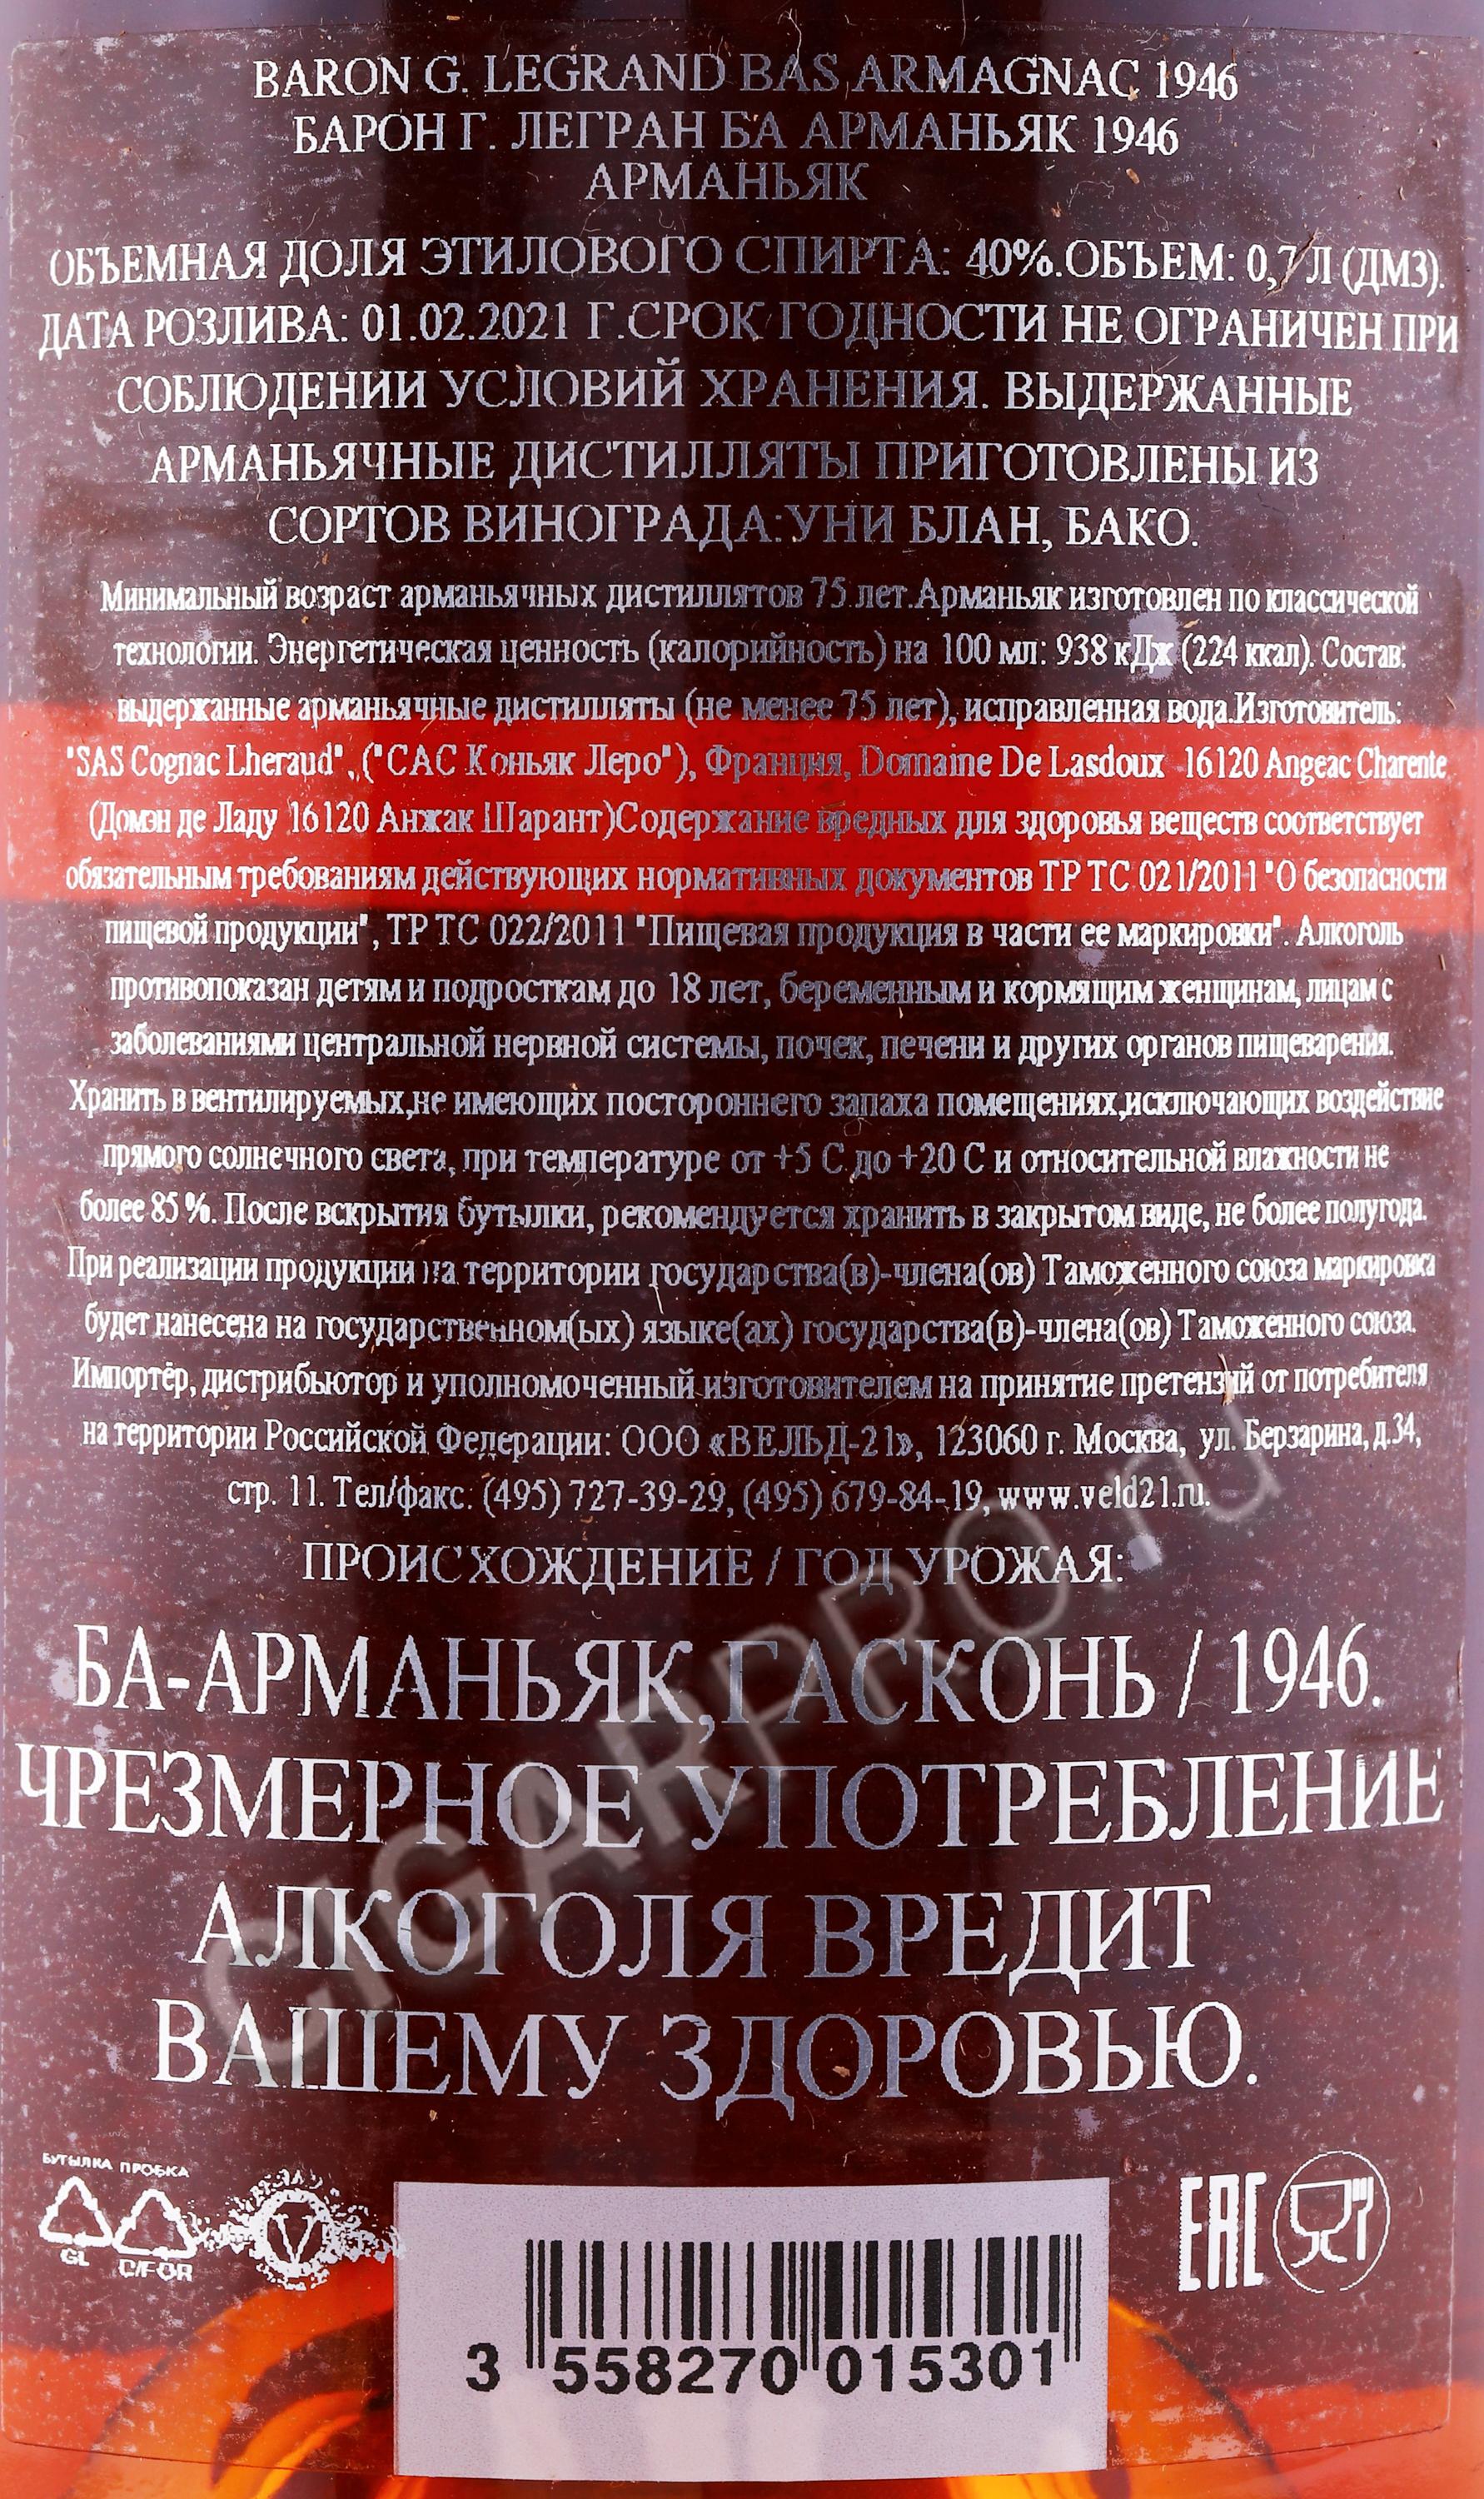 BARON G. LEGRAND BAS ARMAGNAC 1946
БАРОН Г. ЛЕГРАН БА АРМАНЬЯК 1946
АРМАНЬЯК
ОБЪЕМНАЯ ДОЛЯ ЭТИЛОВОГО СПИРТА: 40%.ОБЪЕМ: 0,7 Л (ДМ3).
ДАТА РОЗЛИВА: 01.02.2021 Г.СРОК ГОДНОСТИ НЕ ОГРАНИЧЕН ПРИ
СОБЛЮДЕНИИ УСЛОВИЙ ХРАНЕНИЯ. ВЫДЕРЖАННЫЕ
АРМАНЬЯЧНЫЕ ДИСТИЛЛЯТЫ ПРИГОТОВЛЕНЫ ИЗ
СОРТОВ ВИНОГРАДА:УНИ БЛАН, БАКО.
Минимальный возраст арманьячных дистиллятов 75 лет.Арманьяк изготовлен по классической
технологии. Энергетическая ценность (калорийность) на 100 мл: 938 кДж (224 ккал). Состав:
выдержанные арманьячные дистилляты (не менее 75 лет), исправленная вода.Изготовитель:
"SAS Cognac Lheraud", ("САС Коньяк Леро"), Франция, Domaine De Lasdoux 16120 Angeac Charente
(Домэн де Ладу 16120 Анжак Шарант)Содержание вредных для здоровья веществ соответствует
обязательным требованиям действующих нормативных документов ТР ТС 021/2011 "О безопасности
пищевой продукции", ТР ТС 022/2011 "Пищевая продукция в части ее маркировки". Алкоголь
противопоказан детям и подросткам до 18 лет, беременным и кормящим женщинам, лицам с
заболеваниями центральной нервной системы, почек, печени и других органов пищеварения.
Хранить в вентилируемых,не имеющих постороннего запаха помещениях,исключающих воздействие
прямого солнечного света, при температуре от +5 С до +20 С и относительной влажности не
более 85 %. После вскрытия бутылки, рекомендуется хранить в закрытом виде, не более полугода.
При реализации продукции на территории государства(в)-члена(ов) Таможенного союза маркировка
будет нанесена на государственном(ых) языке(ах) государства(в)-члена(ов) Таможенного союза.
Импортёр, дистрибьютор и уполномоченный изготовителем на принятие претензий от потребителя
на территории Российской Федерации: ООО «ВЕЛЬД-21», 123060 г. Москва, ул. Берзарина, д.34,
стр. 11. Тел/факс. (495) 727-39-29, (495) 679-84-19, www.veld21.ru.
ПРОИСХОЖДЕНИЕ / ГОД УРОЖАЯ:
БА-АРМАНЬЯК,ГАСКОНЬ / 1946.
ЧРЕЗМЕРНОЕ УПОТРЕБЛЕНИЕ
АЛКОГОЛЯ ВРЕДИТ
ВАШЕМУ ЗДОРОВЬЮ.
CIGARPRO.ru
БУТЫЛКА ПРОБКА
GL C/FOR
V
EAC
3 558270 015301